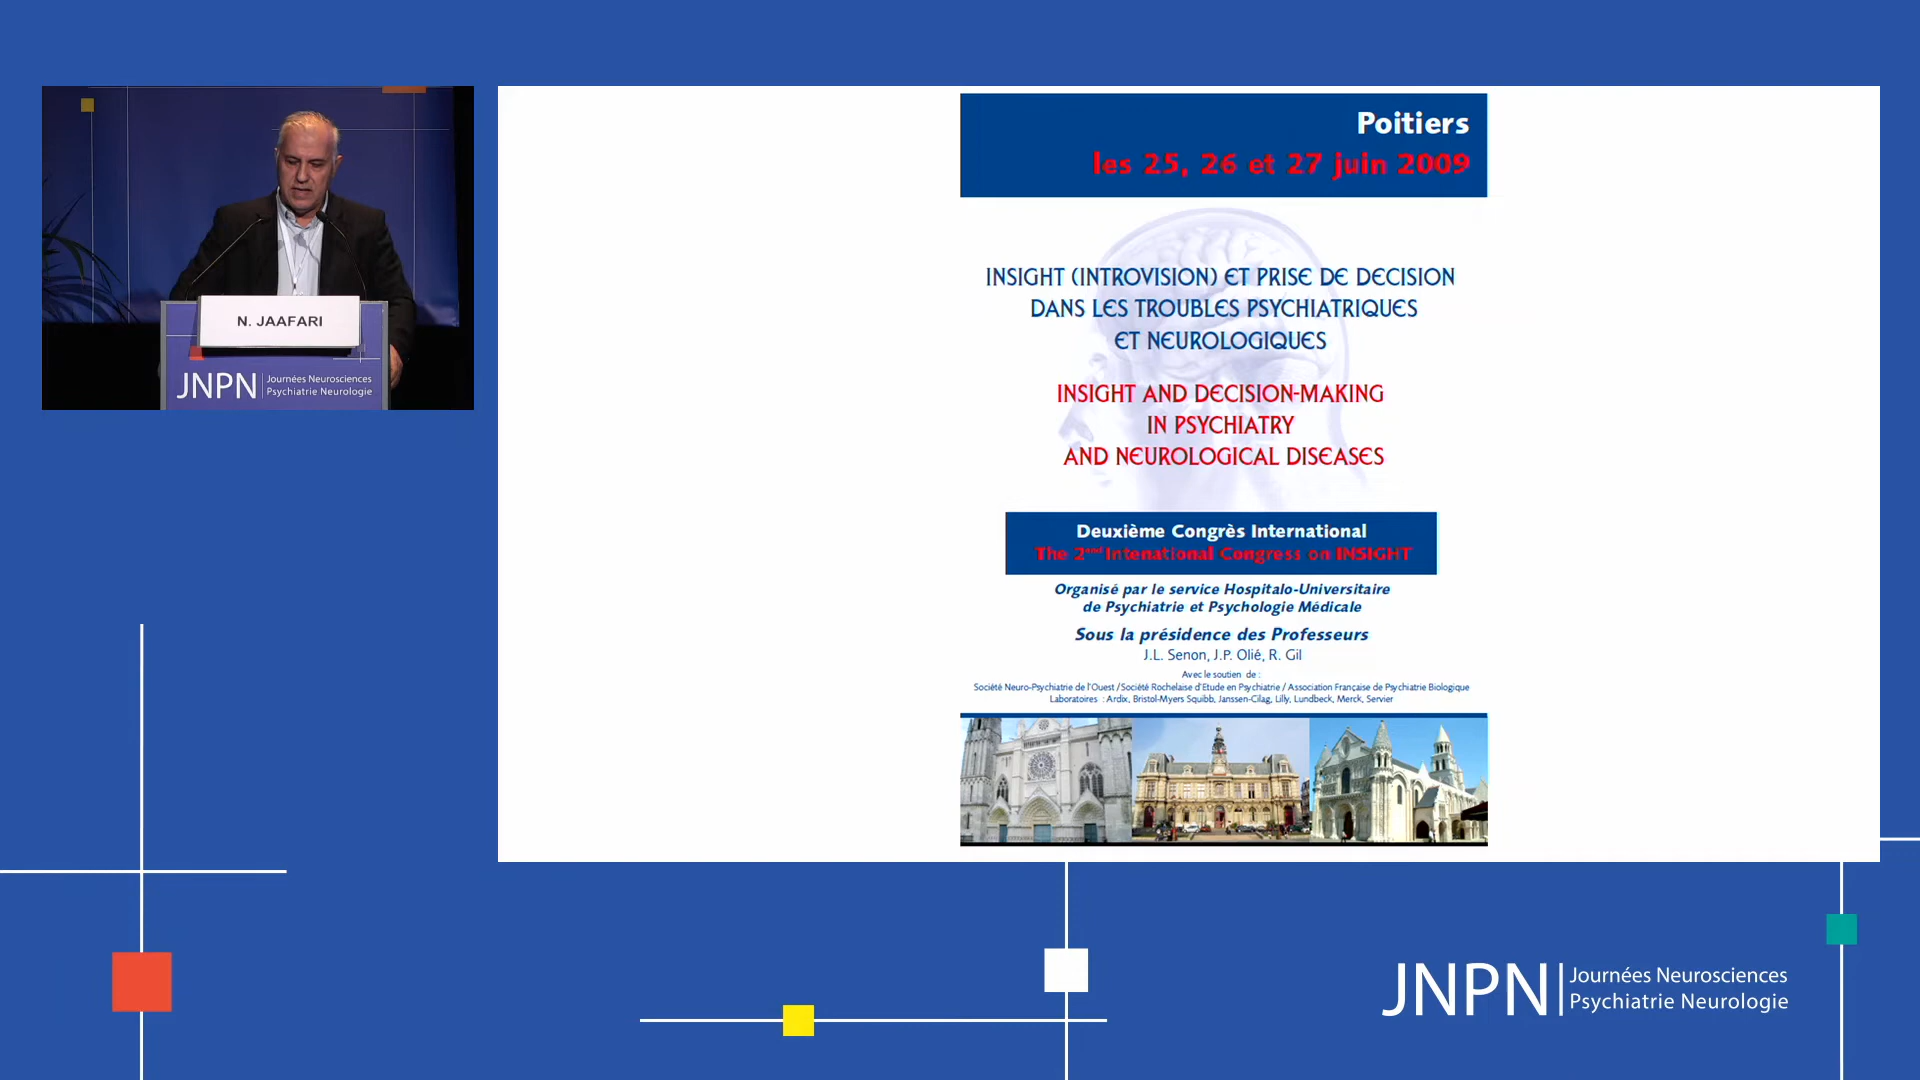 N. JAAFARI
JNPN Journées Neurosciences
Psychiatrie Neurologie
Poitiers
les 25, 26 et 27 juin 2009
INSIGHT (INTROVISION) ET PRISE DE DECISION
DANS LES TROUBLES PSYCHIATRIQUES
ET NEUROLOGIQUES
INSIGHT AND DECISION-MAKING
IN PSYCHIATRY
AND NEUROLOGICAL DISEASES
Deuxième Congrès International
The 2nd Intenational Congress on INSIGHT
Organisé par le service Hospitalo-Universitaire
de Psychiatrie et Psychologie Médicale
Sous la présidence des Professeurs
J.L. Senon, J.P. Olié, R. Gil
Avec le soutien de :
Société Neuro-Psychiatrie de l'Ouest / Société Rochelaise d'Etude en Psychiatrie / Association Française de Psychiatrie Biologique
Laboratoires : Ardix, Bristol-Myers Squibb, Janssen-Cilag, Lilly, Lundbeck, Merck, Servier
JNPN Journées Neurosciences
Psychiatrie Neurologie